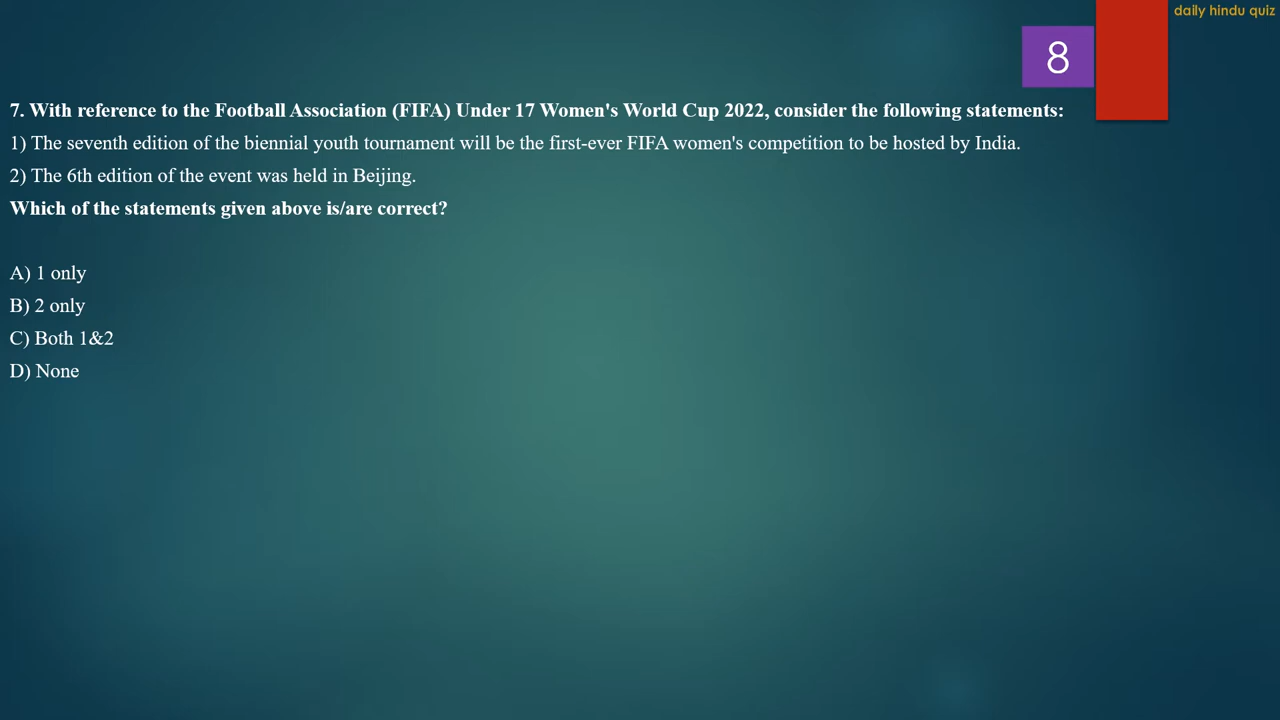 daily hindu quiz
8
7. With reference to the Football Association (FIFA) Under 17 Women's World Cup 2022, consider the following statements:
1) The seventh edition of the biennial youth tournament will be the first-ever FIFA women's competition to be hosted by India.
2) The 6th edition of the event was held in Beijing.
Which of the statements given above is/are correct?
A) 1 only
B) 2 only
C) Both 1&2
D) None